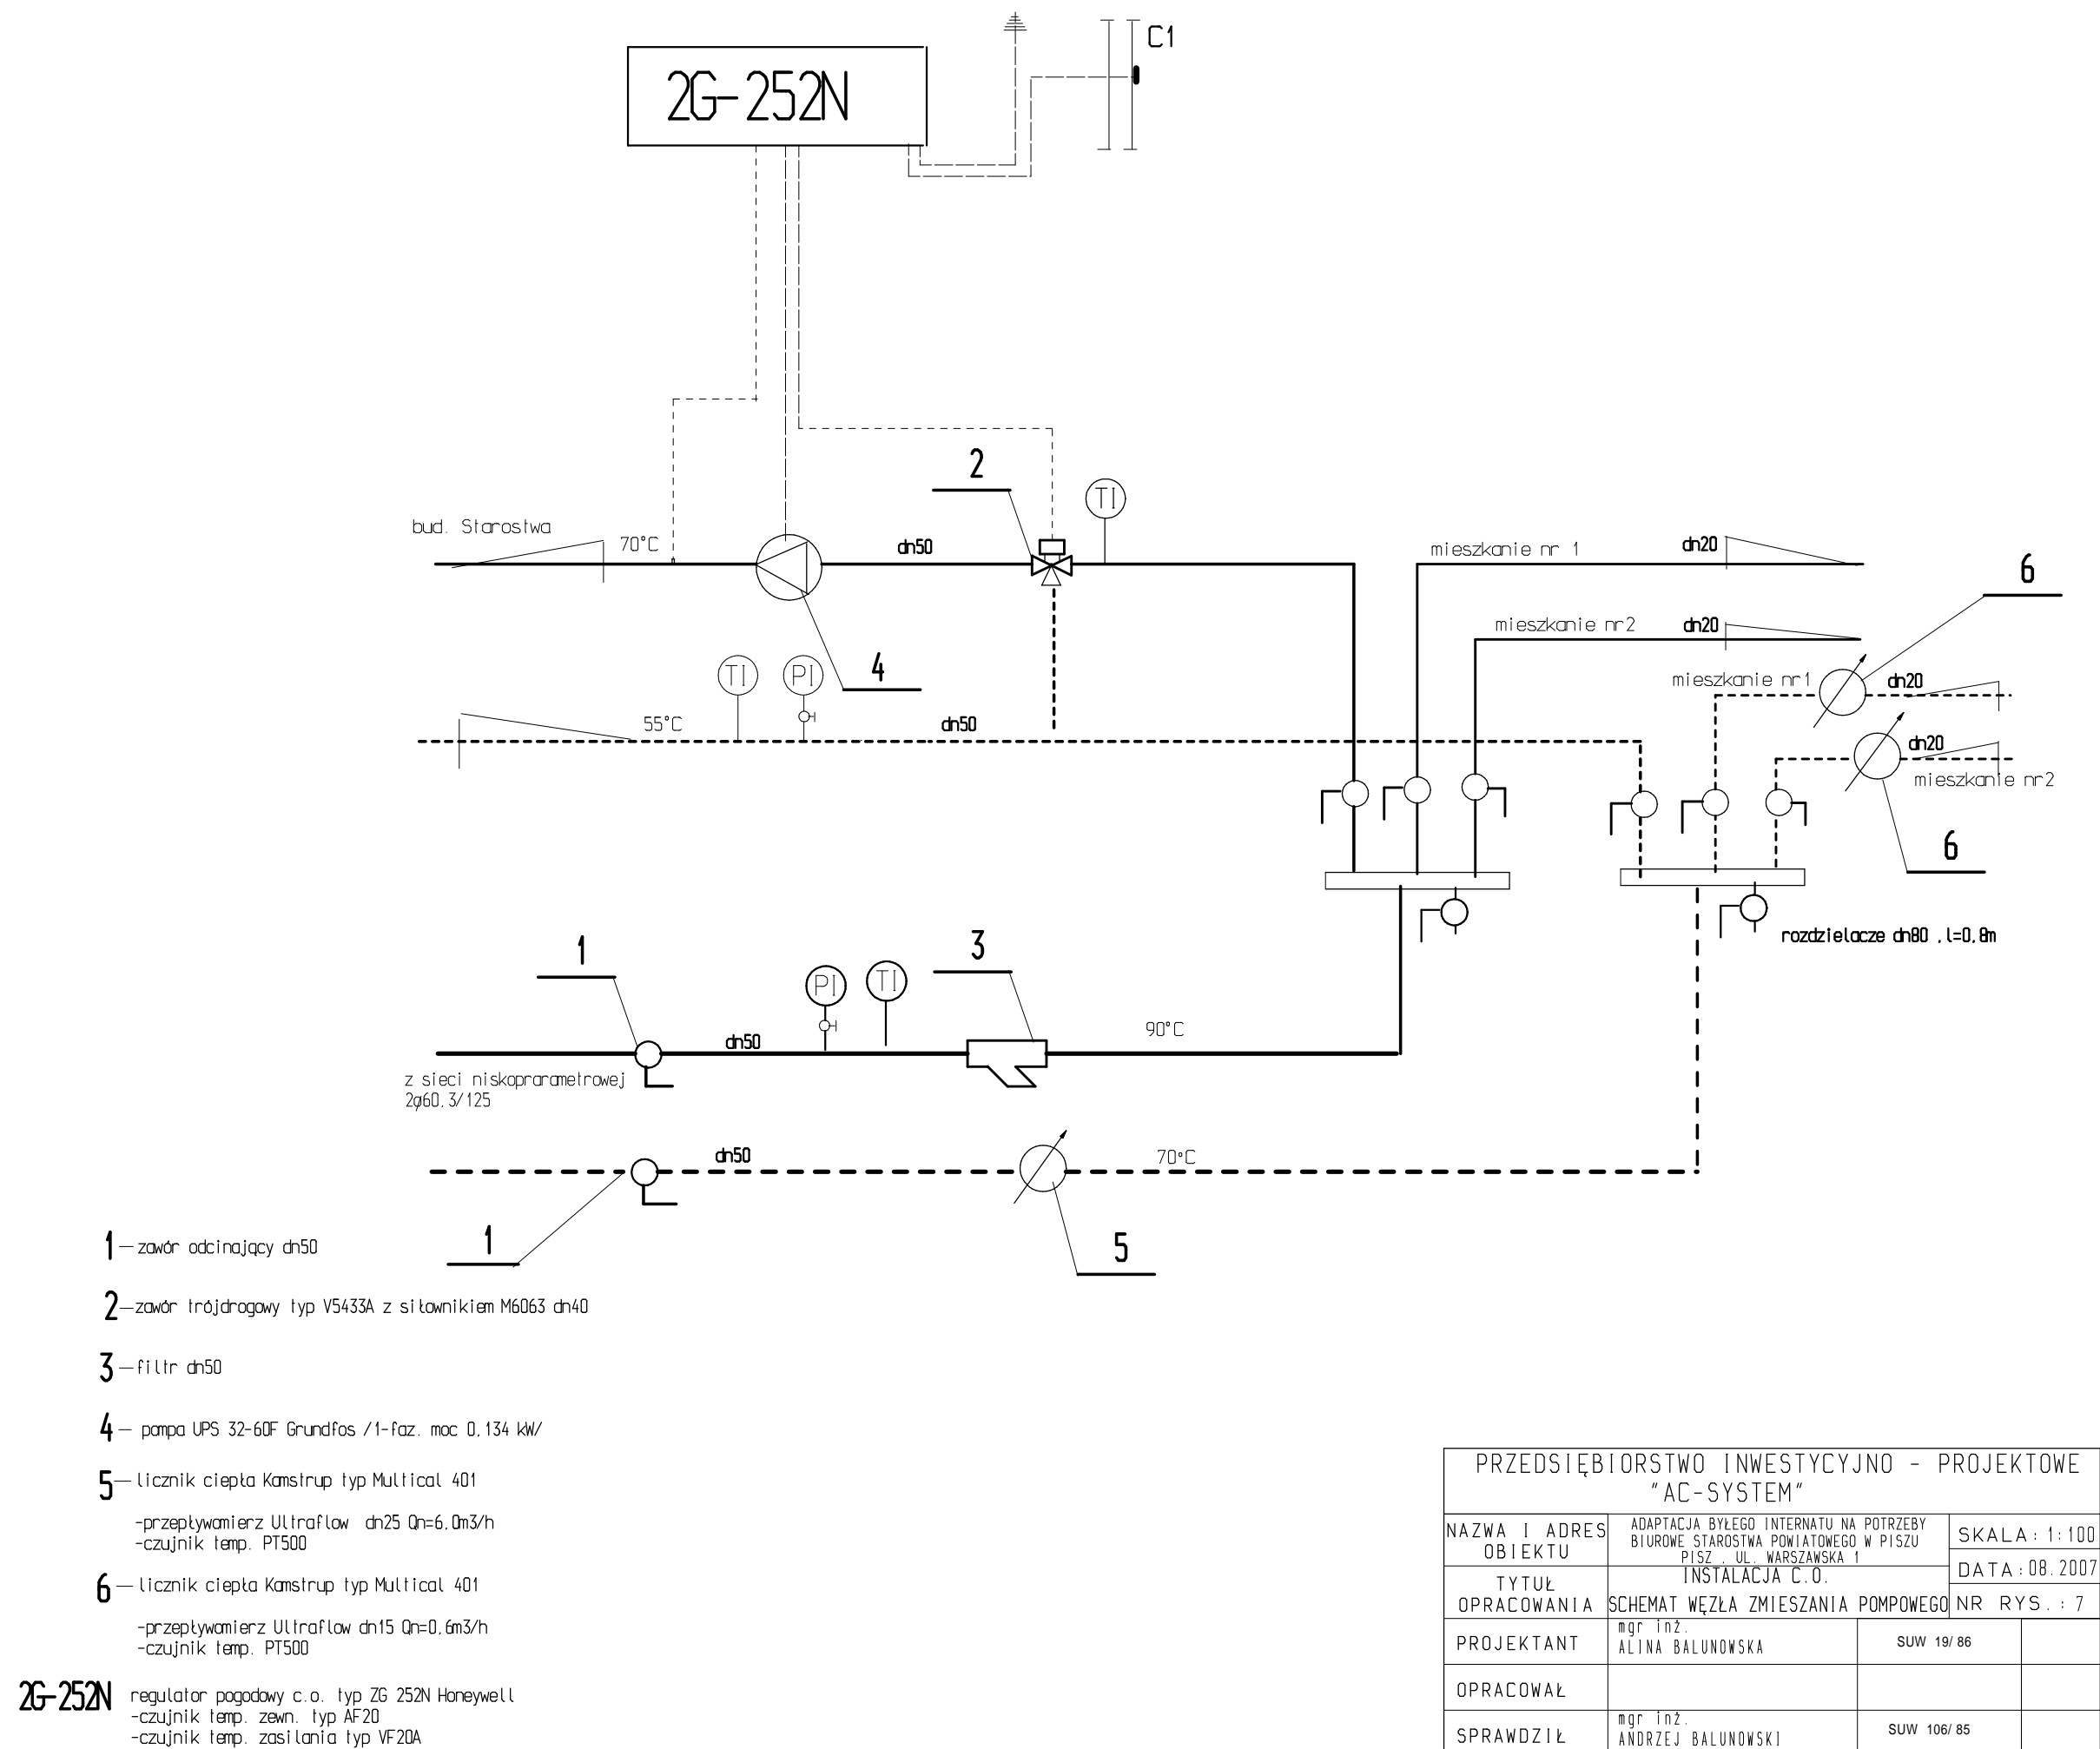 C1
2G-252N
2
TI
bud. Starostwa
70°C
dn50
mieszkanie nr 1
dn20
6
mieszkanie nr2
dn20
TI
PI
4
mieszkanie nr1
dn20
55°C
dn50
dn20
mieszkanie nr2
6
rozdzielacze dn80 , l=0,8m
1
3
PI
TI
dn50
90°C
z sieci niskoprarametrowej
2ø60,3/125
dn50
70°C
1
5
1 – zawór odcinający dn50
2 – zawór trójdrogowy typ V5433A z siłownikiem M6063 dn40
3 – filtr dn50
4 – pompa UPS 32-60F Grundfos /1-faz. moc 0,134 kW/
5 – licznik ciepła Kamstrup typ Multical 401
-przepływomierz Ultraflow dn25 Qn=6,0m3/h
-czujnik temp. PT500
6 – licznik ciepła Kamstrup typ Multical 401
-przepływomierz Ultraflow dn15 Qn=0,6m3/h
-czujnik temp. PT500
2G-252N regulator pogodowy c.o. typ ZG 252N Honeywell
-czujnik temp. zewn. typ AF20
-czujnik temp. zasilania typ VF20A
PRZEDSIĘBIORSTWO INWESTYCYJNO - PROJEKTOWE
"AC-SYSTEM"
NAZWA I ADRES
OBIEKTU
ADAPTACJA BYŁEGO INTERNATU NA POTRZEBY
BIUROWE STAROSTWA POWIATOWEGO W PISZU
PISZ , UL. WARSZAWSKA 1
SKALA: 1:100
DATA:08.2007
TYTUŁ
OPRACOWANIA
INSTALACJA C.O.
SCHEMAT WĘZŁA ZMIESZANIA POMPOWEGO
NR RYS.: 7
PROJEKTANT
mgr inż.
ALINA BALUNOWSKA
SUW 19/ 86
OPRACOWAŁ
SPRAWDZIŁ
mgr inż.
ANDRZEJ BALUNOWSKI
SUW 106/ 85